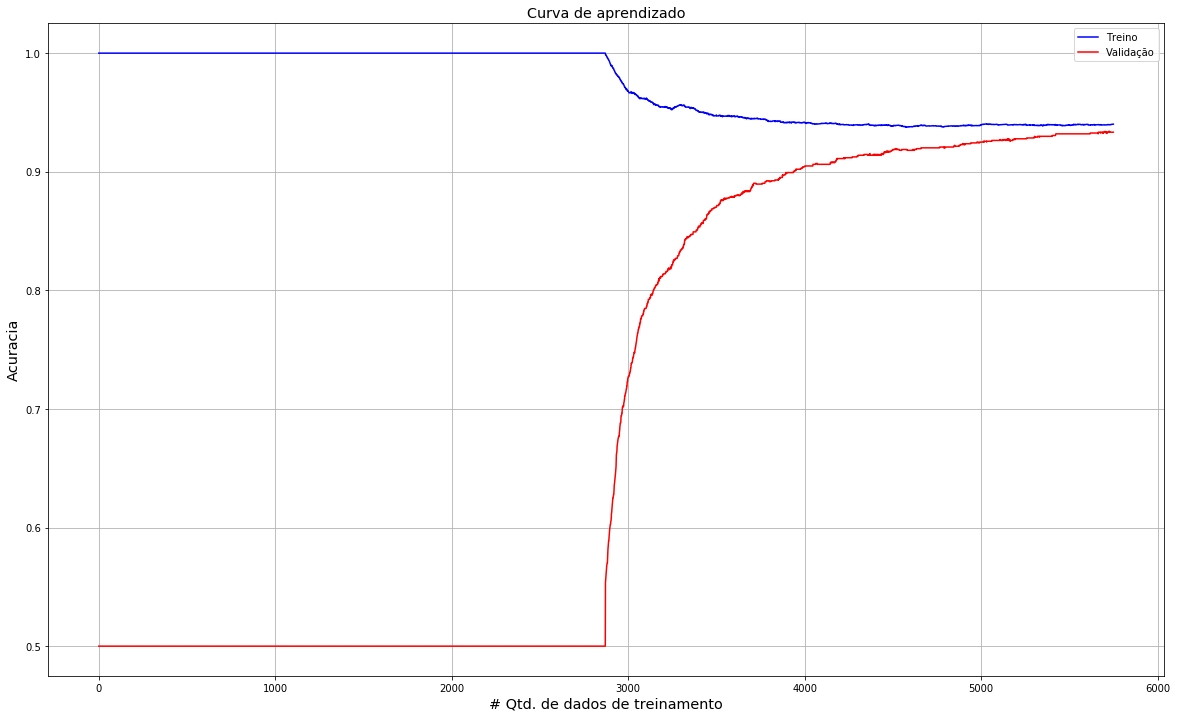 Curva de aprendizado
Treino
Validação
Acuracia
1.0
0.9
0.8
0.7
0.6
0.5
0
1000
2000
3000
4000
5000
6000
# Qtd. de dados de treinamento